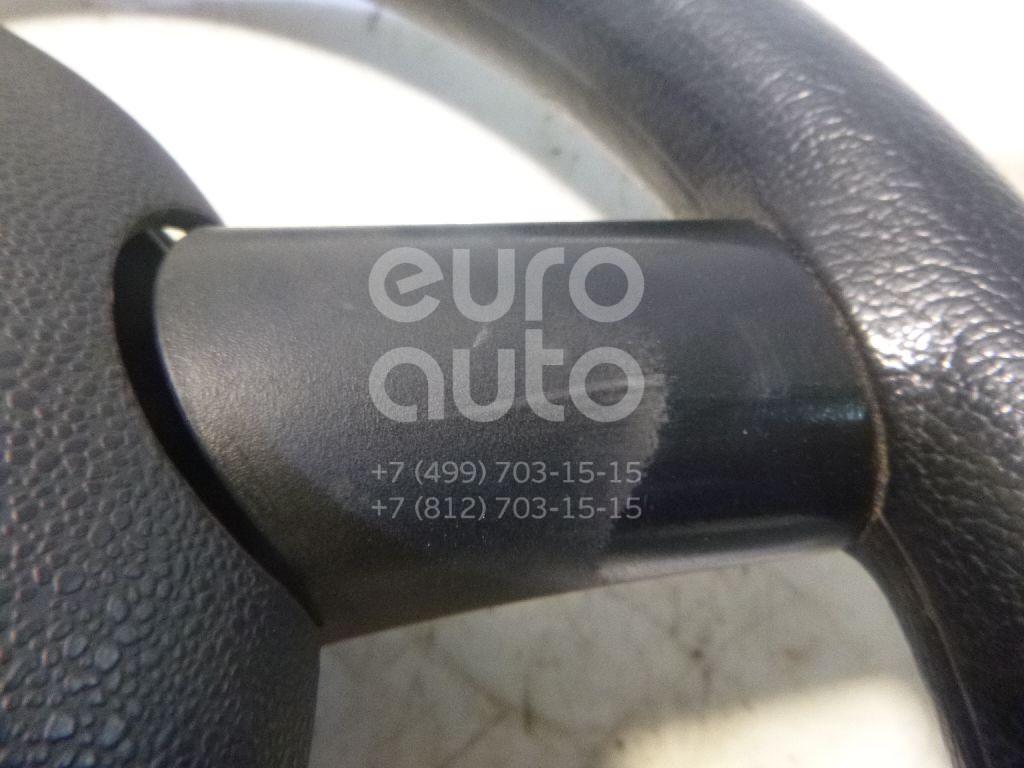 euro
auto
+7 (499) 703-15-15
+7 (812) 703-15-15